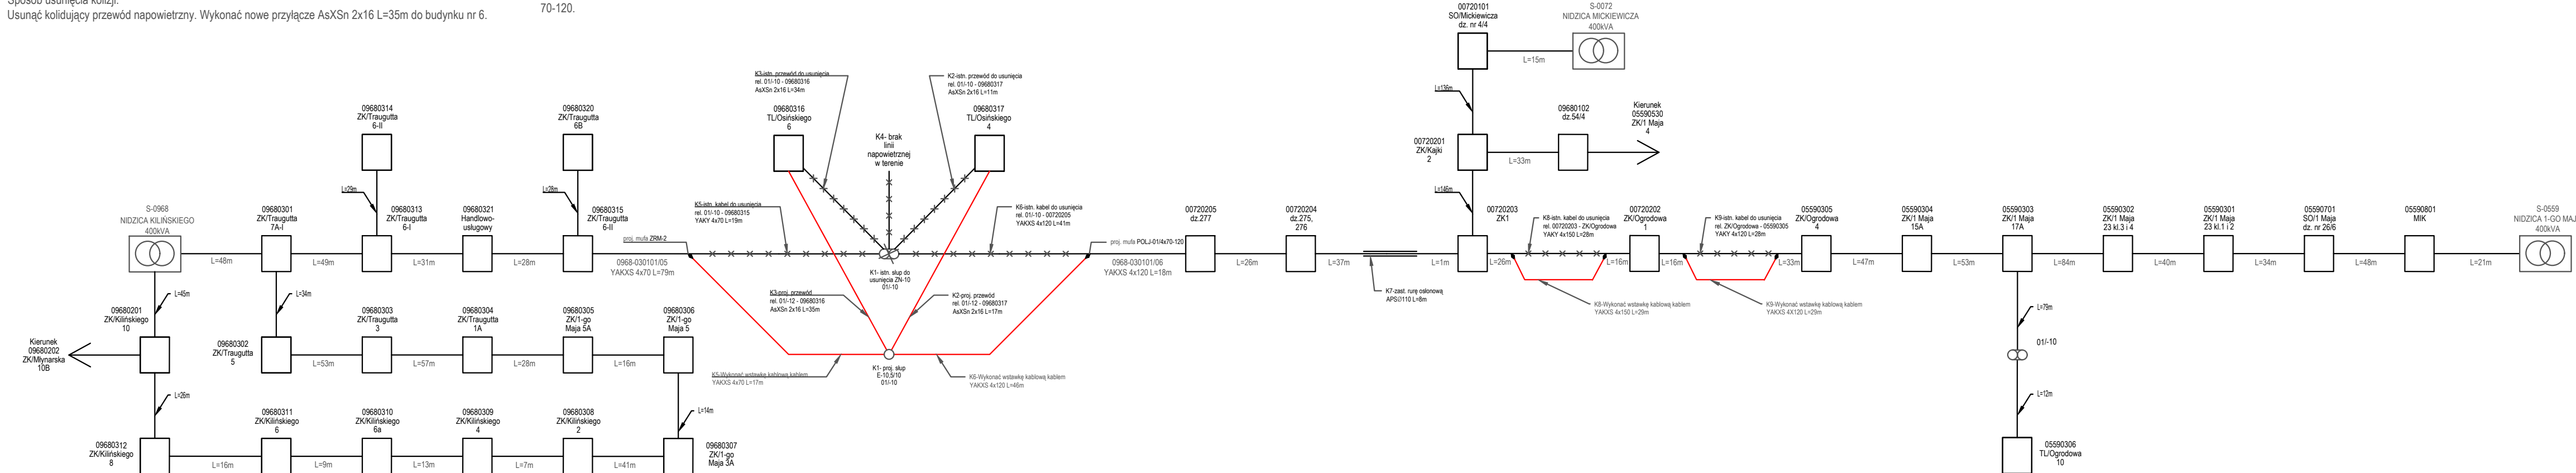 Sposób usunięcia kolizji:
Usunąć kolidujący przewód napowietrzny. Wykonać nowe przyłącze AsXSn 2x16 L=35m do budynku nr 6.
70-120.
00720101
SO/Mickiewicza
dz. nr 4/4
S-0072
NIDZICA MICKIEWICZA
400kVA
L=15m
L=136m
K3-istn. przewód do usunięcia
rel. 01/-10 - 09680316
AsXSn 2x16 L=34m
K2-istn. przewód do usunięcia
rel. 01/-10 - 09680317
AsXSn 2x16 L=11m
09680314
ZK/Traugutta
6-II
09680320
ZK/Traugutta
6B
09680316
TL/Osińskiego
6
09680317
TL/Osińskiego
4
K4- brak
linii
napowietrznej
w terenie
00720201
ZK/Kajki
2
09680102
dz.54/4
Kierunek
05590530
ZK/1 Maja
4
L=33m
L=29m
L=28m
L=146m
S-0968
NIDZICA KILIŃSKIEGO
400kVA
09680301
ZK/Traugutta
7A-I
09680313
ZK/Traugutta
6-I
09680321
Handlowo-
usługowy
09680315
ZK/Traugutta
6-II
K5-istn. kabel do usunięcia
rel. 01/-10 - 09680315
YAKY 4x70 L=19m
K6-istn. kabel do usunięcia
rel. 01/-10 - 00720205
YAKXS 4x120 L=41m
proj. mufa ZRM-2
proj. mufa POLJ-01/4x70-120
00720205
dz.277
00720204
dz.275,
276
00720203
ZK1
K8-istn. kabel do usunięcia
rel. 00720203 - ZK/Ogrodowa
YAKY 4x150 L=28m
00720202
ZK/Ogrodowa
1
K9-istn. kabel do usunięcia
rel. ZK/Ogrodowa - 05590305
YAKY 4x120 L=28m
05590305
ZK/Ogrodowa
4
05590304
ZK/1 Maja
15A
05590303
ZK/1 Maja
17A
05590302
ZK/1 Maja
23 kl.3 i 4
05590301
ZK/1 Maja
23 kl.1 i 2
05590701
SO/1 Maja
dz. nr 26/6
05590801
MIK
S-0559
NIDZICA 1-GO MAJ
400kVA
L=48m
L=49m
L=31m
L=28m
0968-030101/05
YAKXS 4x70 L=79m
K1- istn. słup do
usunięcia ZN-10
01/-10
0968-030101/06
YAKXS 4x120 L=18m
L=26m
L=37m
L=1m
L=26m
L=16m
L=16m
L=33m
L=47m
L=53m
L=84m
L=40m
L=34m
L=48m
L=21m
K7-zast. rurę osłonową
APS∅110 L=8m
K8-Wykonać wstawkę kablową kablem
YAKXS 4x150 L=29m
K9-Wykonać wstawkę kablową kablem
YAKXS 4X120 L=29m
L=45m
L=34m
K3-proj. przewód
rel. 01/-12 - 09680316
AsXSn 2x16 L=35m
K2-proj. przewód
rel. 01/-12 - 09680317
AsXSn 2x16 L=17m
L=79m
09680201
ZK/Kilińskiego
10
09680303
ZK/Traugutta
3
09680304
ZK/Traugutta
1A
09680305
ZK/1-go
Maja 5A
09680306
ZK/1-go
Maja 5
Kierunek
09680202
ZK/Młynarska
10B
09680302
ZK/Traugutta
5
L=53m
L=57m
L=28m
L=16m
01/-10
K5-Wykonać wstawkę kablową kablem
YAKXS 4x70 L=17m
K1- proj. słup
E-10,5/10
01/-10
K6-Wykonać wstawkę kablową kablem
YAKXS 4x120 L=46m
L=26m
L=14m
L=12m
09680312
ZK/Kilińskiego
8
09680311
ZK/Kilińskiego
6
09680310
ZK/Kilińskiego
6a
09680309
ZK/Kilińskiego
4
09680308
ZK/Kilińskiego
2
09680307
ZK/1-go
Maja 3A
05590306
TL/Ogrodowa
10
L=16m
L=9m
L=13m
L=7m
L=41m